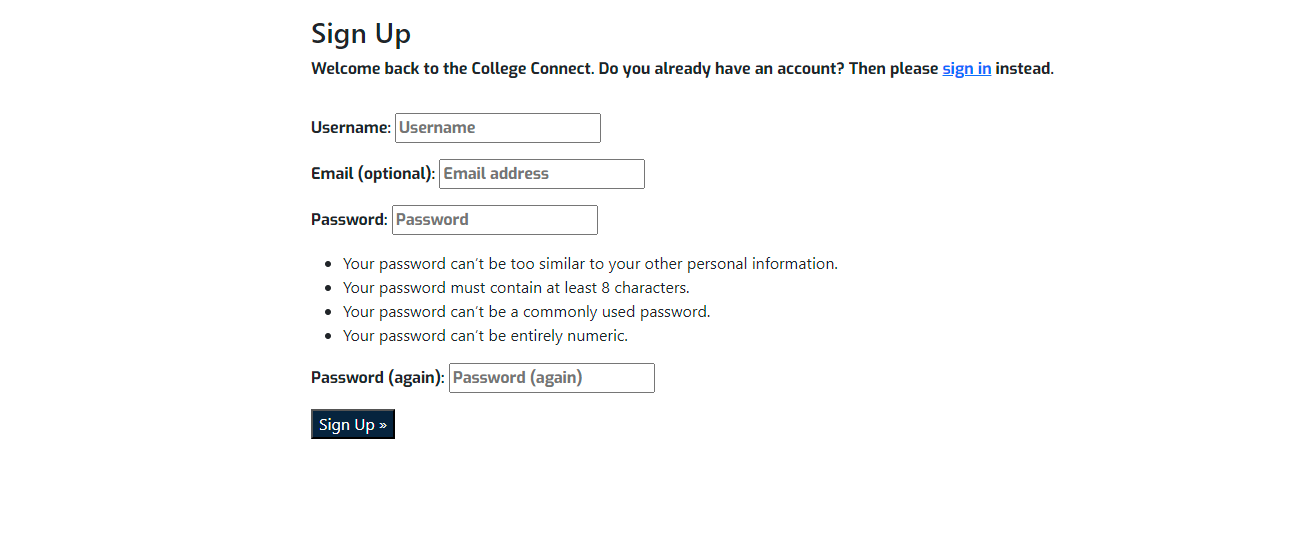 Sign Up
Welcome back to the College Connect. Do you already have an account? Then please sign in instead.
Username: Username
Email (optional): Email address
Password: Password
• Your password can't be too similar to your other personal information.
• Your password must contain at least 8 characters.
• Your password can't be a commonly used password.
• Your password can't be entirely numeric.
Password (again): Password (again)
Sign Up »